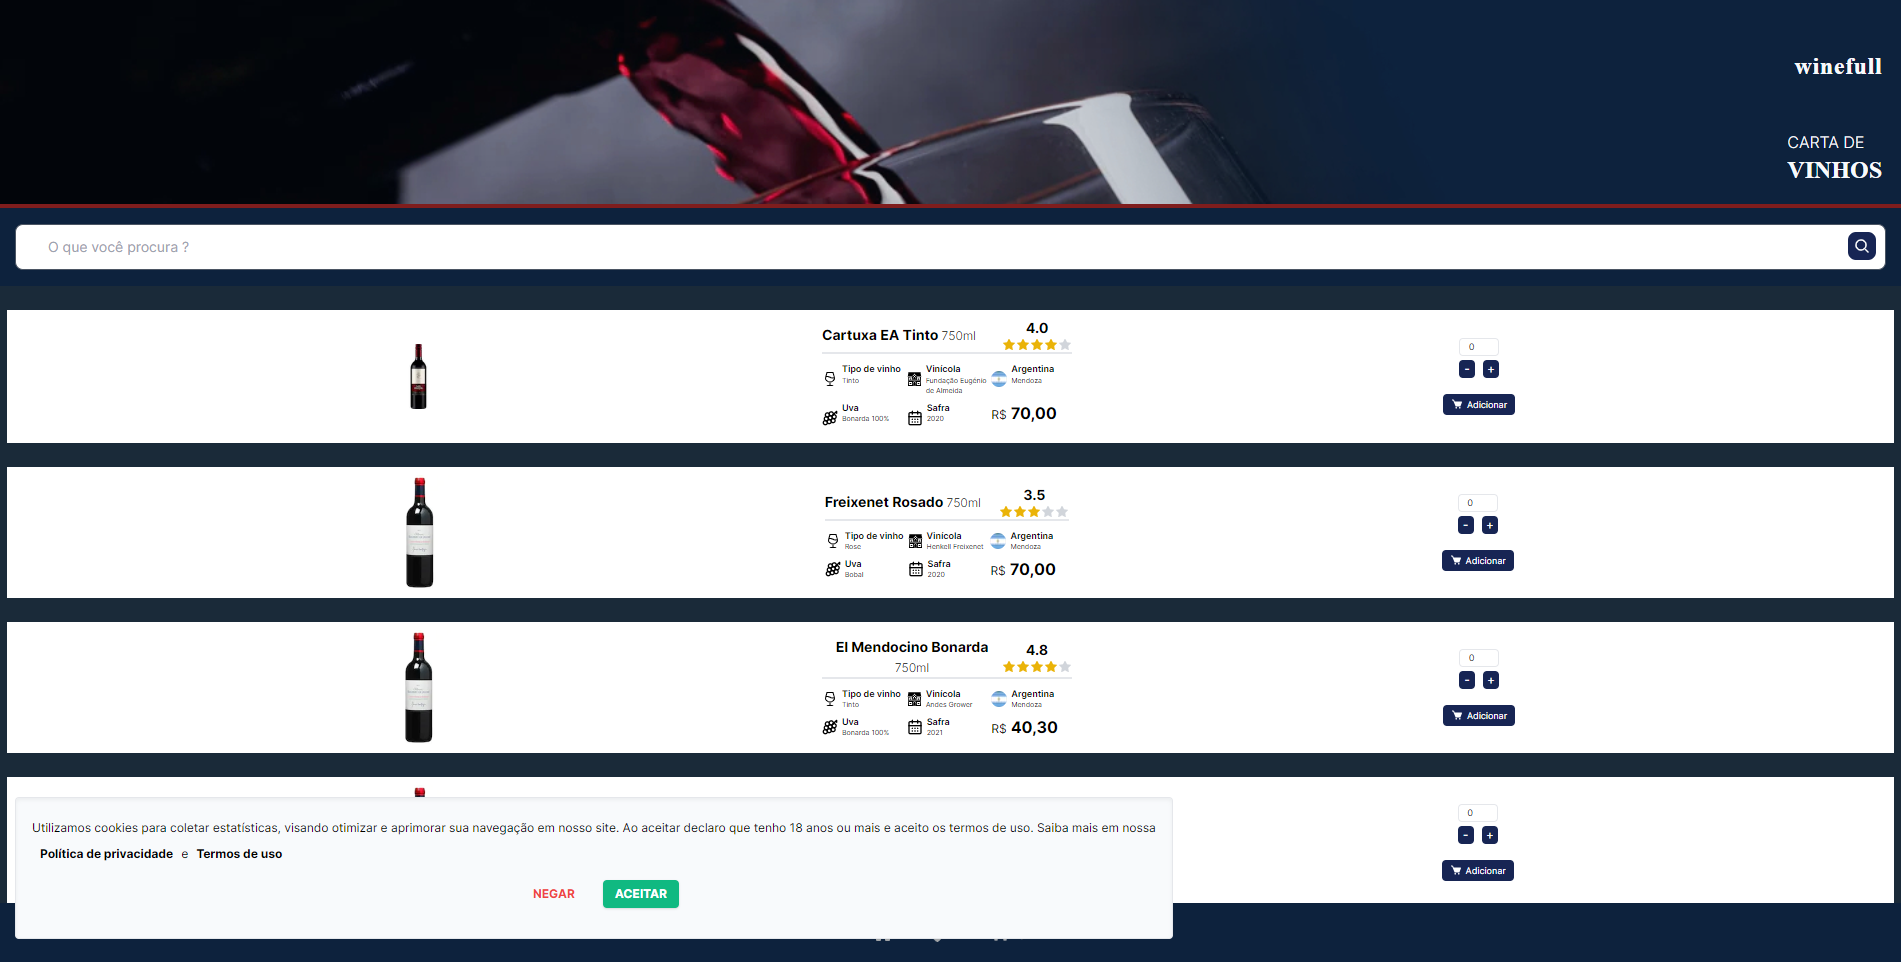 winefull
CARTA DE
VINHOS
O que você procura ?
Cartuxa EA Tinto 750ml
4.0
Tipo de vinho
Tinto
Vinícola
Fundação Eugénio
de Almeida
Argentina
Mendoza
Uva
Bonarda 100%
Safra
2020
R$ 70,00
0
-
+
Adicionar
Freixenet Rosado 750ml
3.5
Tipo de vinho
Rose
Vinícola
Henkell Freixenet
Argentina
Mendoza
Uva
Bobal
Safra
2020
R$ 70,00
0
-
+
Adicionar
El Mendocino Bonarda
750ml
4.8
Tipo de vinho
Tinto
Vinícola
Andes Grower
Argentina
Mendoza
Uva
Bonarda 100%
Safra
2021
R$ 40,30
0
-
+
Adicionar
0
-
+
Adicionar
Utilizamos cookies para coletar estatísticas, visando otimizar e aprimorar sua navegação em nosso site. Ao aceitar declaro que tenho 18 anos ou mais e aceito os termos de uso. Saiba mais em nossa
Política de privacidade e Termos de uso
NEGAR
ACEITAR